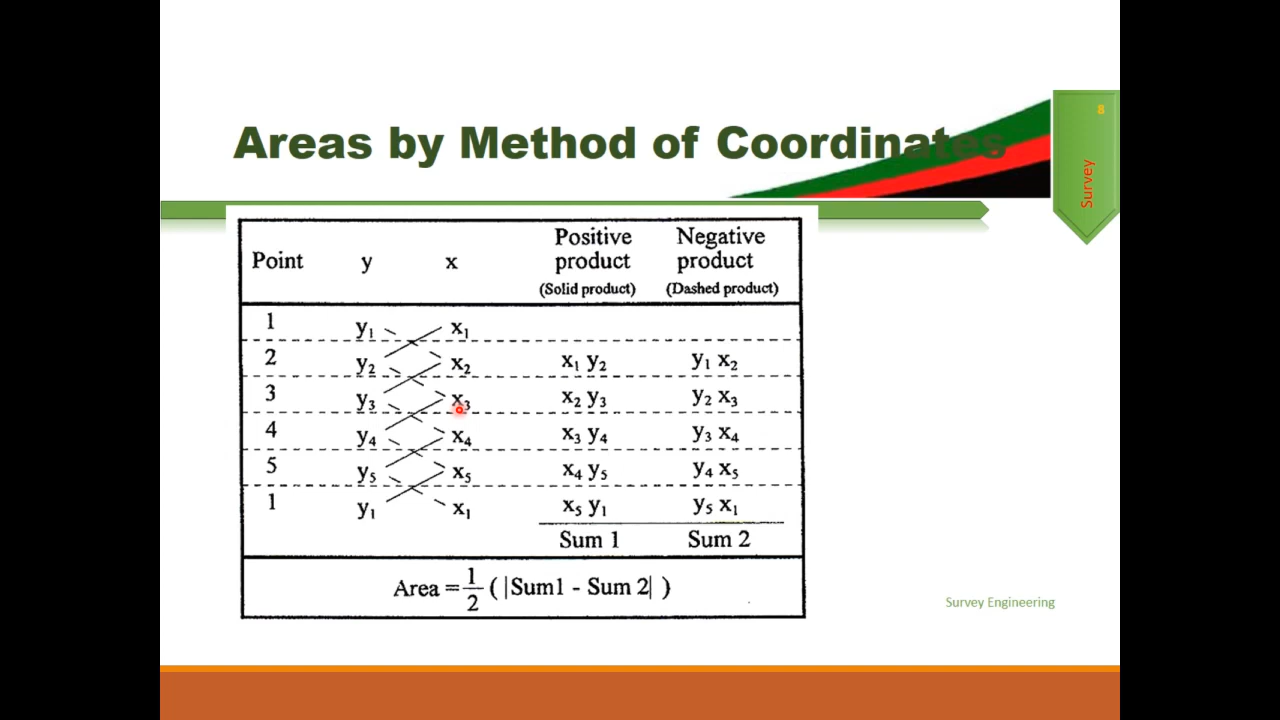 8
Areas by Method of Coordinates
Survey
Point y x Positive product (Solid product) Negative product (Dashed product)
1 y₁ x₁
2 y₂ x₂ x₁ y₂ y₁ x₂
3 y₃ x₃ x₂ y₃ y₂ x₃
4 y₄ x₄ x₃ y₄ y₃ x₄
5 y₅ x₅ x₄ y₅ y₄ x₅
1 y₁ x₁ x₅ y₁ y₅ x₁
Sum 1 Sum 2
Area = 1/2 ( |Sum1 - Sum 2| )
Survey Engineering